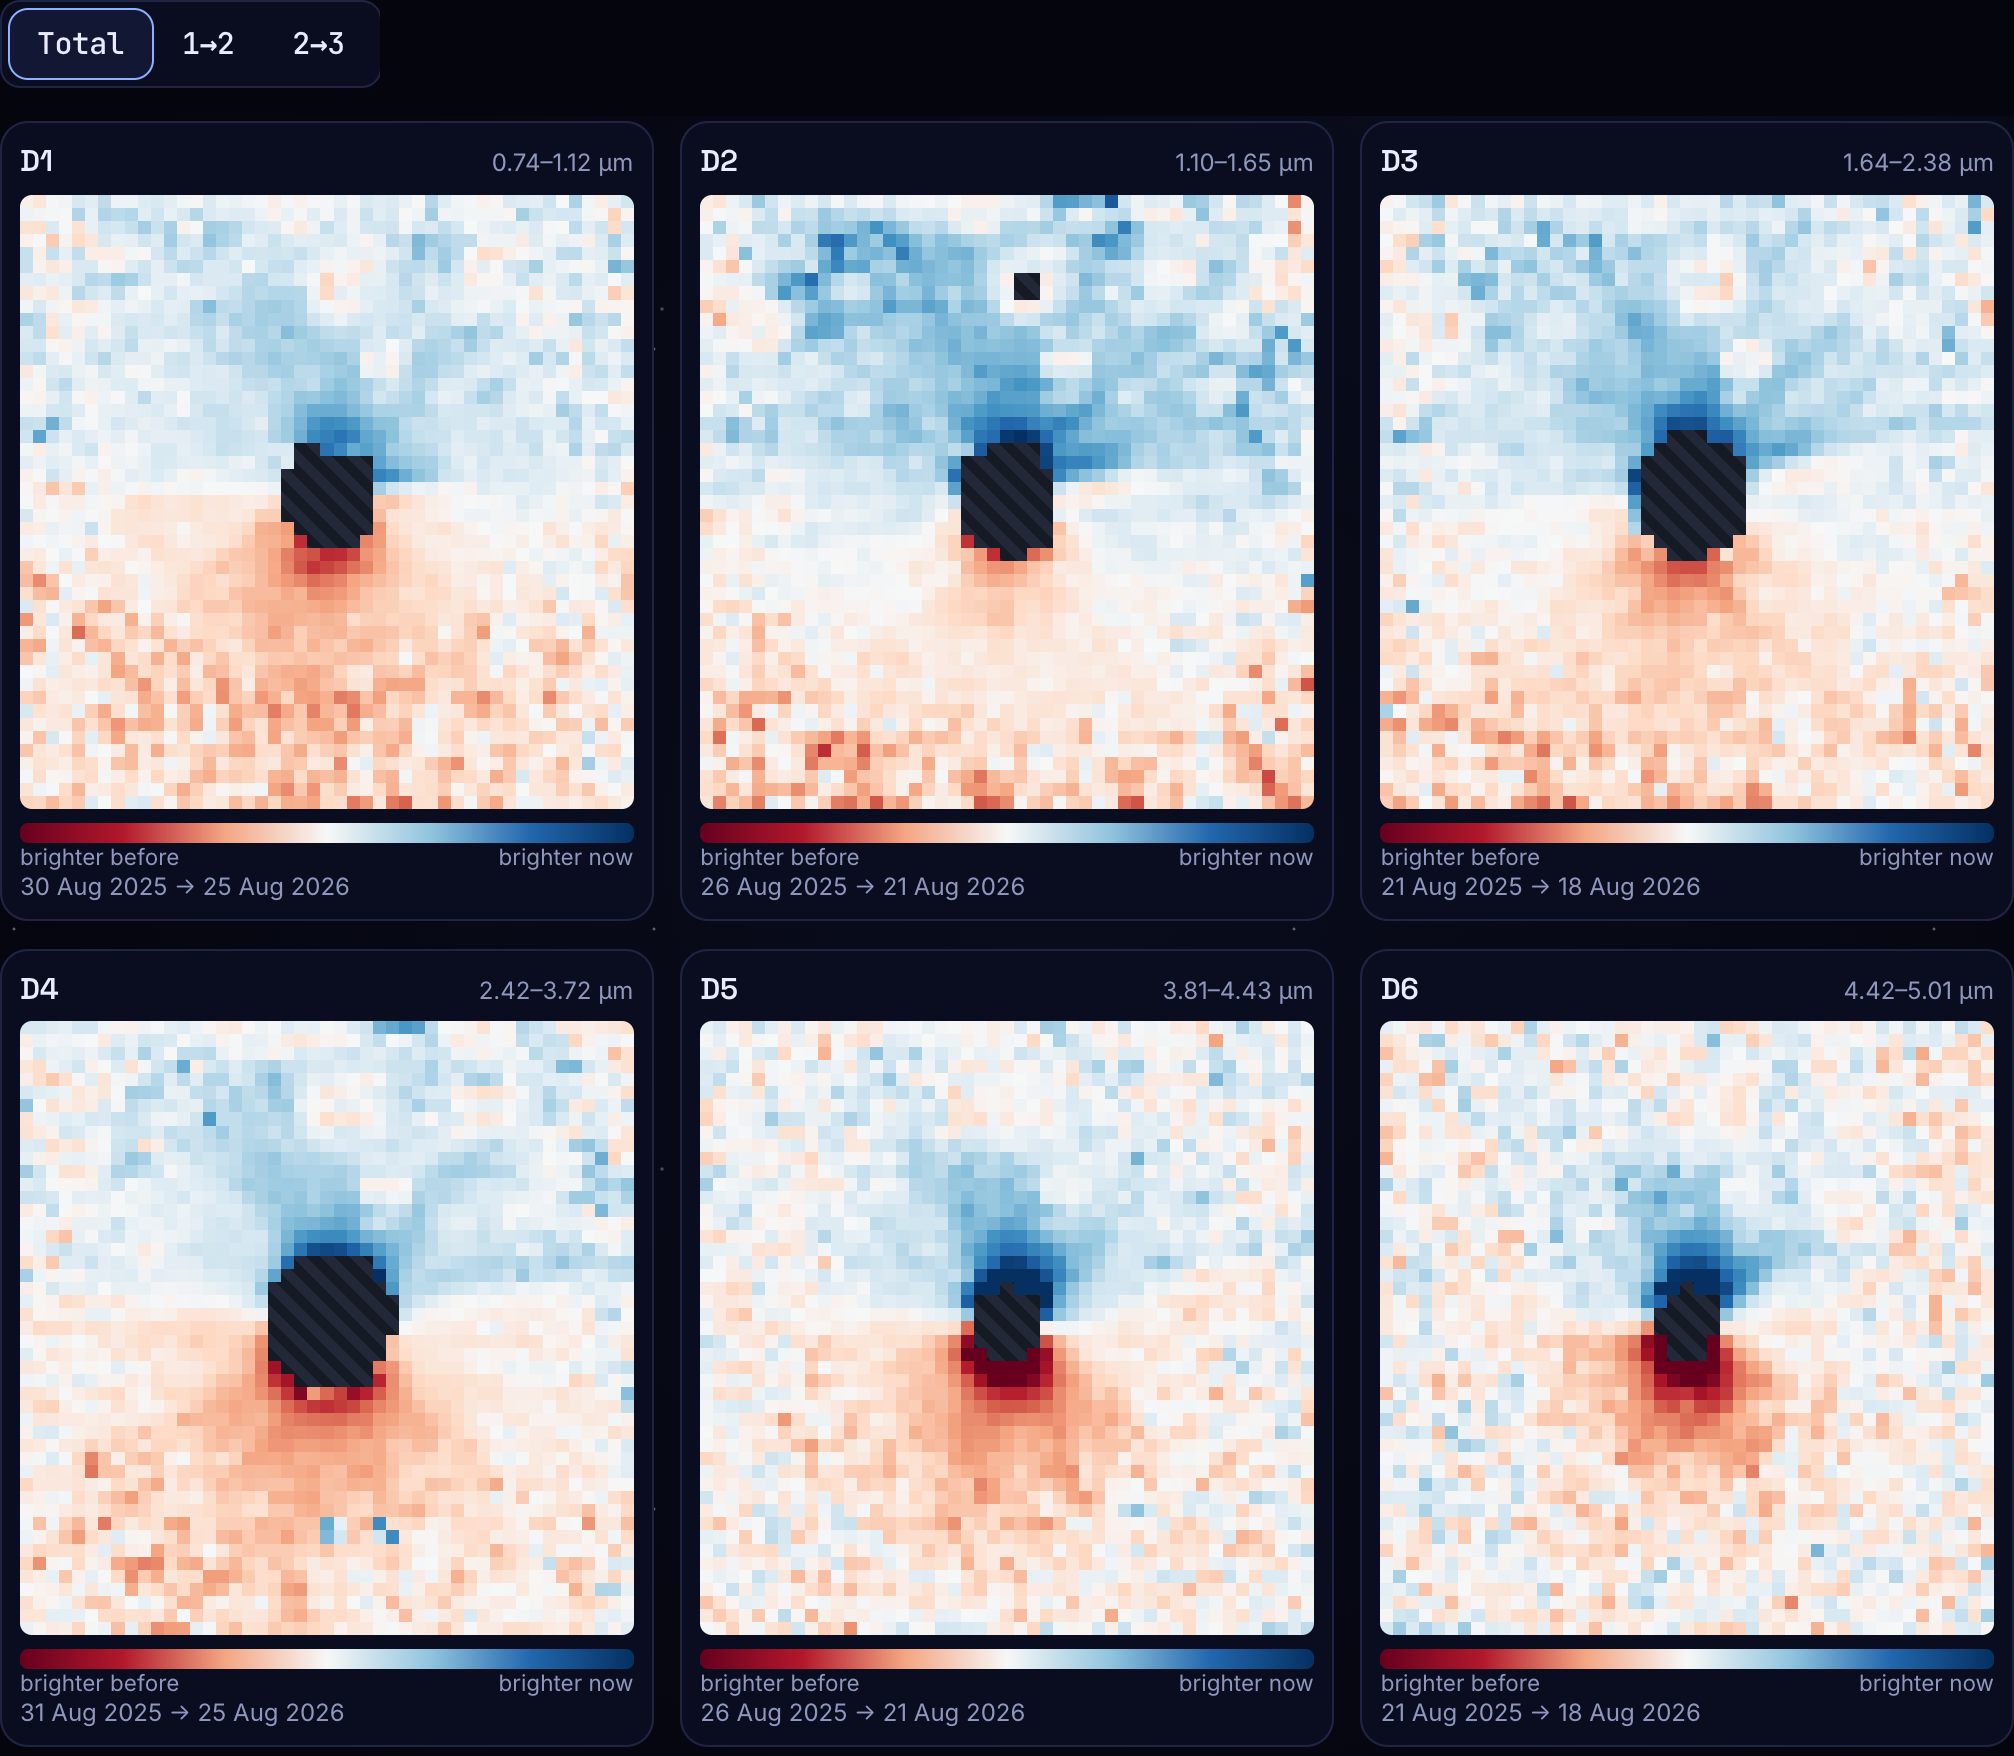 Total 1→2 2→3
D1 0.74–1.12 µm
D2 1.10–1.65 µm
D3 1.64–2.38 µm
brighter before brighter now
30 Aug 2025 → 25 Aug 2026
brighter before brighter now
26 Aug 2025 → 21 Aug 2026
brighter before brighter now
21 Aug 2025 → 18 Aug 2026
D4 2.42–3.72 µm
D5 3.81–4.43 µm
D6 4.42–5.01 µm
brighter before brighter now
31 Aug 2025 → 25 Aug 2026
brighter before brighter now
26 Aug 2025 → 21 Aug 2026
brighter before brighter now
21 Aug 2025 → 18 Aug 2026